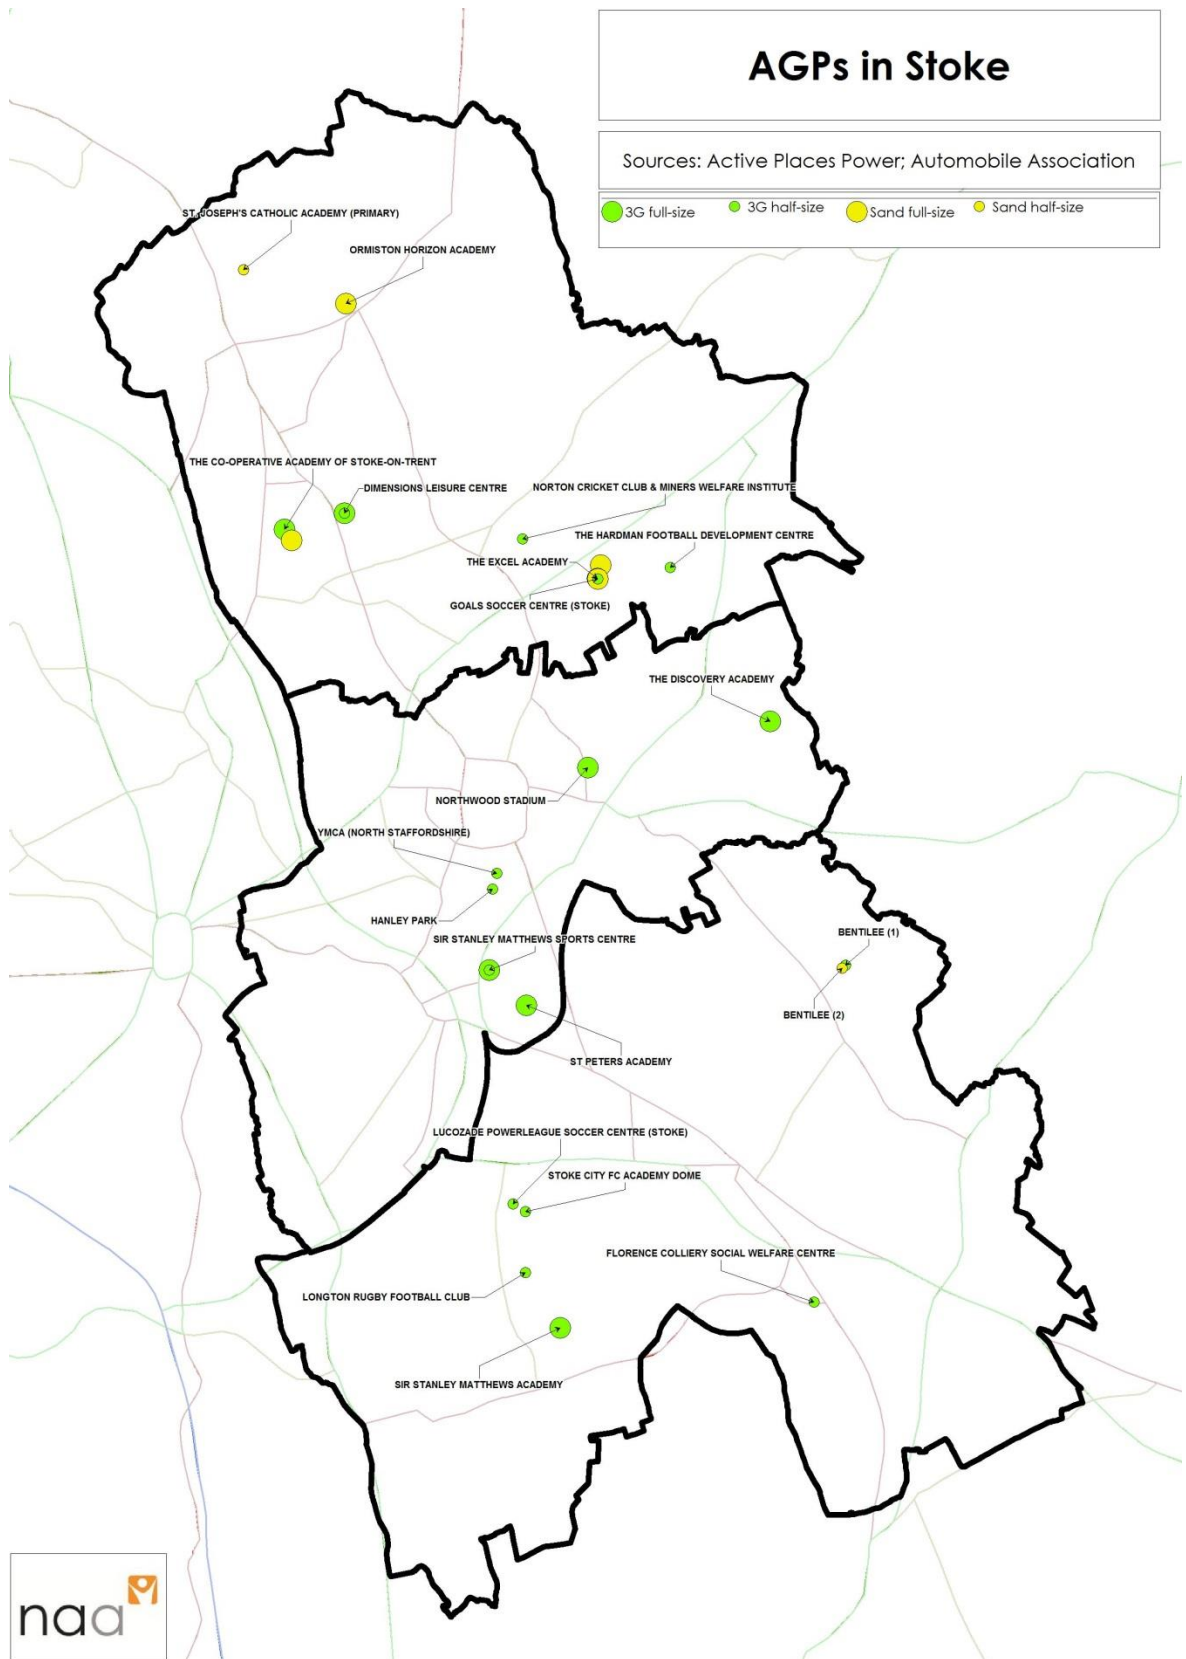 AGPs in Stoke
Sources: Active Places Power; Automobile Association
3G full-size 3G half-size Sand full-size Sand half-size
ST. JOSEPH'S CATHOLIC ACADEMY (PRIMARY)
ORMISTON HORIZON ACADEMY
THE CO-OPERATIVE ACADEMY OF STOKE-ON-TRENT
DIMENSIONS LEISURE CENTRE
NORTON CRICKET CLUB & MINERS WELFARE INSTITUTE
THE HARDMAN FOOTBALL DEVELOPMENT CENTRE
THE EXCEL ACADEMY
GOALS SOCCER CENTRE (STOKE)
THE DISCOVERY ACADEMY
NORTHWOOD STADIUM
YMCA (NORTH STAFFORDSHIRE)
HANLEY PARK
SIR STANLEY MATTHEWS SPORTS CENTRE
BENTILEE (1)
BENTILEE (2)
ST PETERS ACADEMY
LUCOZADE POWERLEAGUE SOCCER CENTRE (STOKE)
STOKE CITY FC ACADEMY DOME
FLORENCE COLLIERY SOCIAL WELFARE CENTRE
LONGTON RUGBY FOOTBALL CLUB
SIR STANLEY MATTHEWS ACADEMY
naa